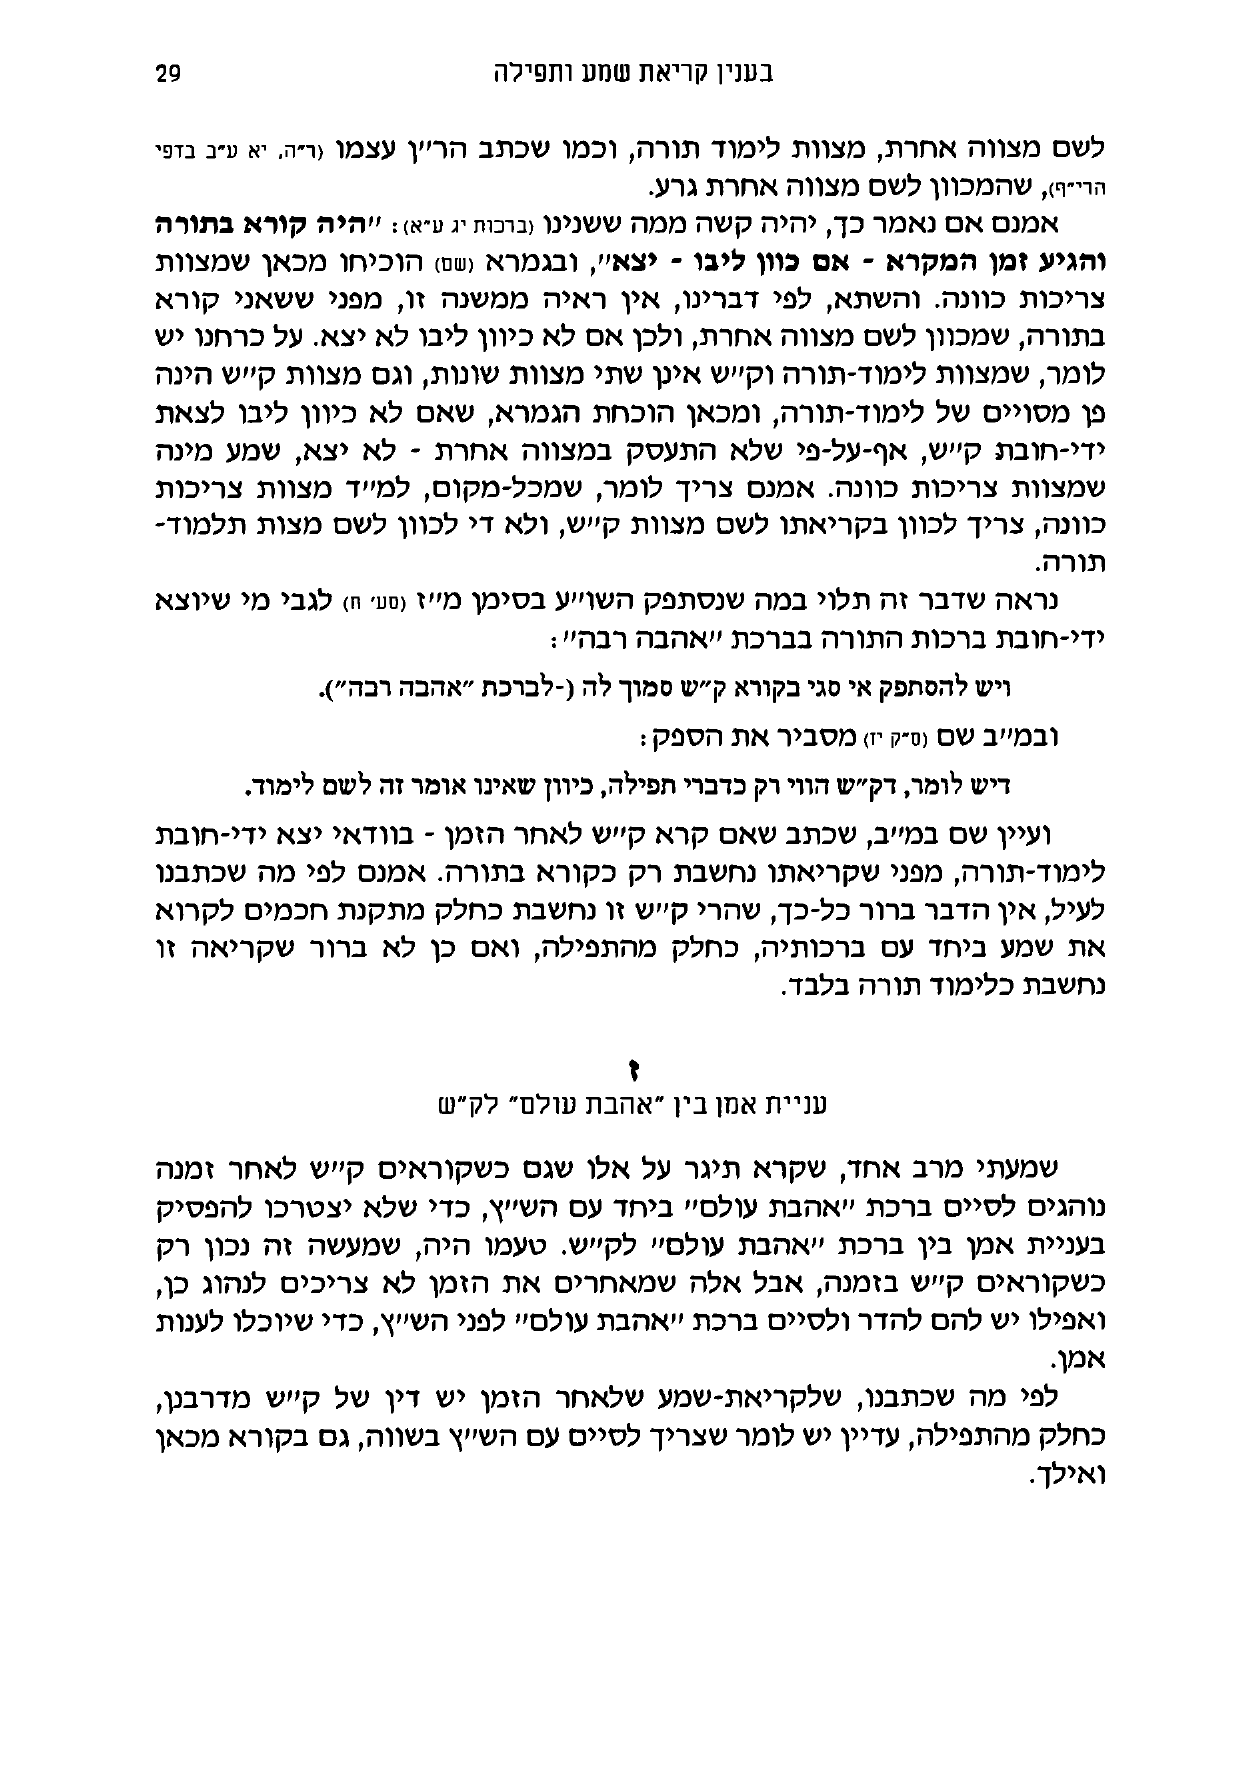 בענין קריאת שמע ותפילה 29
לשם מצווה אחרת, מצוות לימוד תורה, וכמו שכתב הר״ן עצמו (ר״ה, יא ע״ב בדפי
הרי״ף), שהמכוון לשם מצווה אחרת גרע.
אמנם אם נאמר כך, יהיה קשה ממה ששנינו (ברכות יג ע״א): ״היה קורא בתורה
והגיע זמן המקרא - אם כוון ליבו - יצא״, ובגמרא (שם) הוכיחו מכאן שמצוות
צריכות כוונה. והשתא, לפי דברינו, אין ראיה ממשנה זו, מפני ששאני קורא
בתורה, שמכוון לשם מצווה אחרת, ולכן אם לא כיוון ליבו לא יצא. על כרחנו יש
לומר, שמצוות לימוד-תורה וק״ש אינן שתי מצוות שונות, וגם מצוות ק״ש הינה
פן מסויים של לימוד-תורה, ומכאן הוכחת הגמרא, שאם לא כיוון ליבו לצאת
ידי-חובת ק״ש, אף-על-פי שלא התעסק במצווה אחרת - לא יצא, שמע מינה
שמצוות צריכות כוונה. אמנם צריך לומר, שמכל-מקום, למ״ד מצוות צריכות
כוונה, צריך לכוון בקריאתו לשם מצוות ק״ש, ולא די לכוון לשם מצות תלמוד-
תורה.
נראה שדבר זה תלוי במה שנסתפק השו״ע בסימן מ״ז (סע׳ ח) לגבי מי שיוצא
ידי-חובת ברכות התורה בברכת ״אהבה רבה״:
ויש להסתפק אי סגי בקורא ק״ש סמוך לה (-לברכת ״אהבה רבה״).
ובמ״ב שם (ס״ק יז) מסביר את הספק:
דיש לומר, דק״ש הווי רק כדברי תפילה, כיוון שאינו אומר זה לשם לימוד.
ועיין שם במ״ב, שכתב שאם קרא ק״ש לאחר הזמן - בוודאי יצא ידי-חובת
לימוד-תורה, מפני שקריאתו נחשבת רק כקורא בתורה. אמנם לפי מה שכתבנו
לעיל, אין הדבר ברור כל-כך, שהרי ק״ש זו נחשבת כחלק מתקנת חכמים לקרוא
את שמע ביחד עם ברכותיה, כחלק מהתפילה, ואם כן לא ברור שקריאה זו
נחשבת כלימוד תורה בלבד.
ז
עניית אמן בין ״אהבת עולם״ לק״ש
שמעתי מרב אחד, שקרא תיגר על אלו שגם כשקוראים ק״ש לאחר זמנה
נוהגים לסיים ברכת ״אהבת עולם״ ביחד עם הש״ץ, כדי שלא יצטרכו להפסיק
בעניית אמן בין ברכת ״אהבת עולם״ לק״ש. טעמו היה, שמעשה זה נכון רק
כשקוראים ק״ש בזמנה, אבל אלה שמאחרים את הזמן לא צריכים לנהוג כן,
ואפילו יש להם להדר ולסיים ברכת ״אהבת עולם״ לפני הש״ץ, כדי שיוכלו לענות
אמן.
לפי מה שכתבנו, שלקריאת-שמע שלאחר הזמן יש דין של ק״ש מדרבנן,
כחלק מהתפילה, עדיין יש לומר שצריך לסיים עם הש״ץ בשווה, גם בקורא מכאן
ואילך.